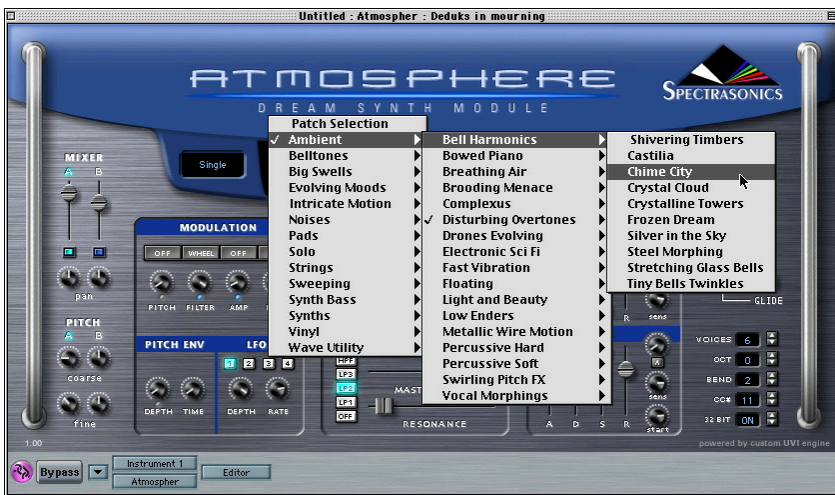 Untitled : Atmospher : Deduks in mourning
ATMOSPHERE
DREAM SYNTH MODULE
SPECTRASONICS
Patch Selection
✓ Ambient
Belltones
Big Swells
Evolving Moods
Intricate Motion
Noises
Pads
Solo
Strings
Sweeping
Synth Bass
Synths
Vinyl
Wave Utility
Bell Harmonics
Bowed Piano
Breathing Air
Brooding Menace
Complexus
✓ Disturbing Overtones
Drones Evolving
Electronic Sci Fi
Fast Vibration
Floating
Light and Beauty
Low Enders
Metallic Wire Motion
Percussive Hard
Percussive Soft
Swirling Pitch FX
Vocal Morphings
Shivering Timbers
Castilia
Chime City
Crystal Cloud
Crystalline Towers
Frozen Dream
Silver in the Sky
Steel Morphing
Stretching Glass Bells
Tiny Bells Twinkles
MIXER
A B
pan
PITCH
A B
coarse
fine
1.00
Single
MODULATION
OFF WHEEL OFF
PITCH FILTER AMP
PITCH ENV
DEPTH TIME
LFO
1 2 3 4
DEPTH RATE
HPF
LP3
LP2
LP1
OFF
RESONANCE
R sens
A
sens
A D S R start
GLIDE
VOICES 6
OCT 0
BEND 2
CC# 11
32 BIT ON
powered by custom UVI engine
Bypass
Instrument 1
Atmospher
Editor